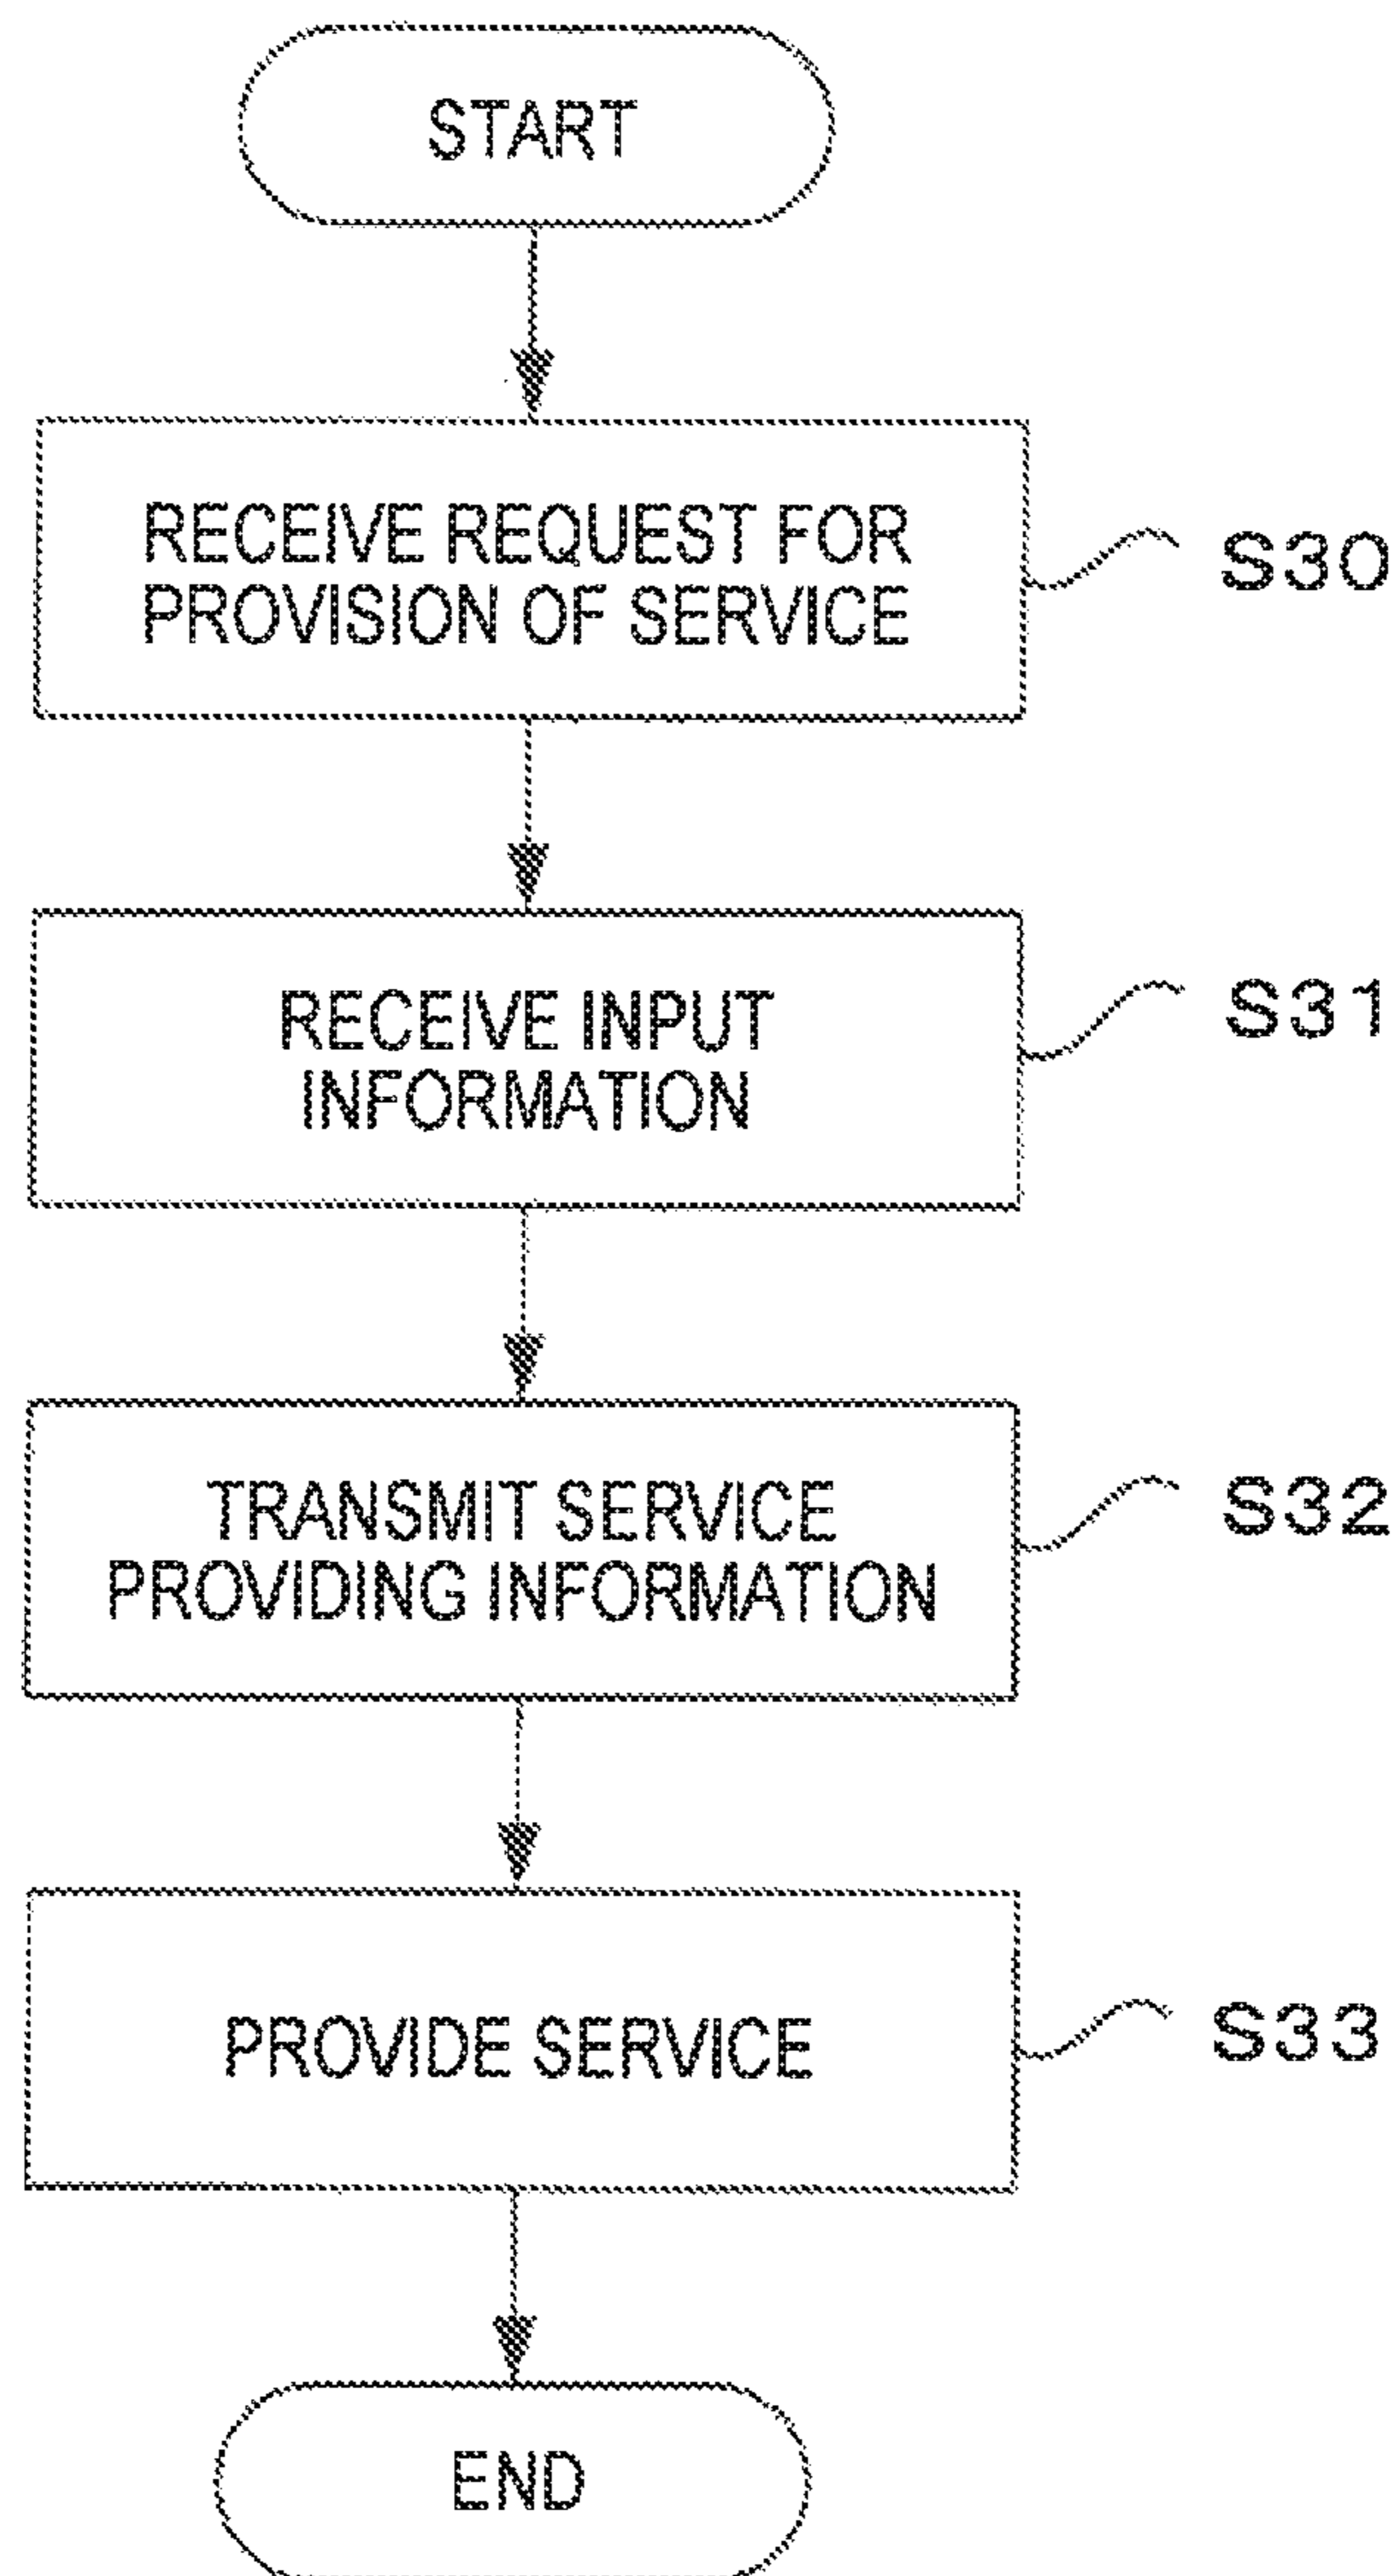 START
RECEIVE REQUEST FOR
PROVISION OF SERVICE
S30
RECEIVE INPUT
INFORMATION
S31
TRANSMIT SERVICE
PROVIDING INFORMATION
S32
PROVIDE SERVICE
S33
END